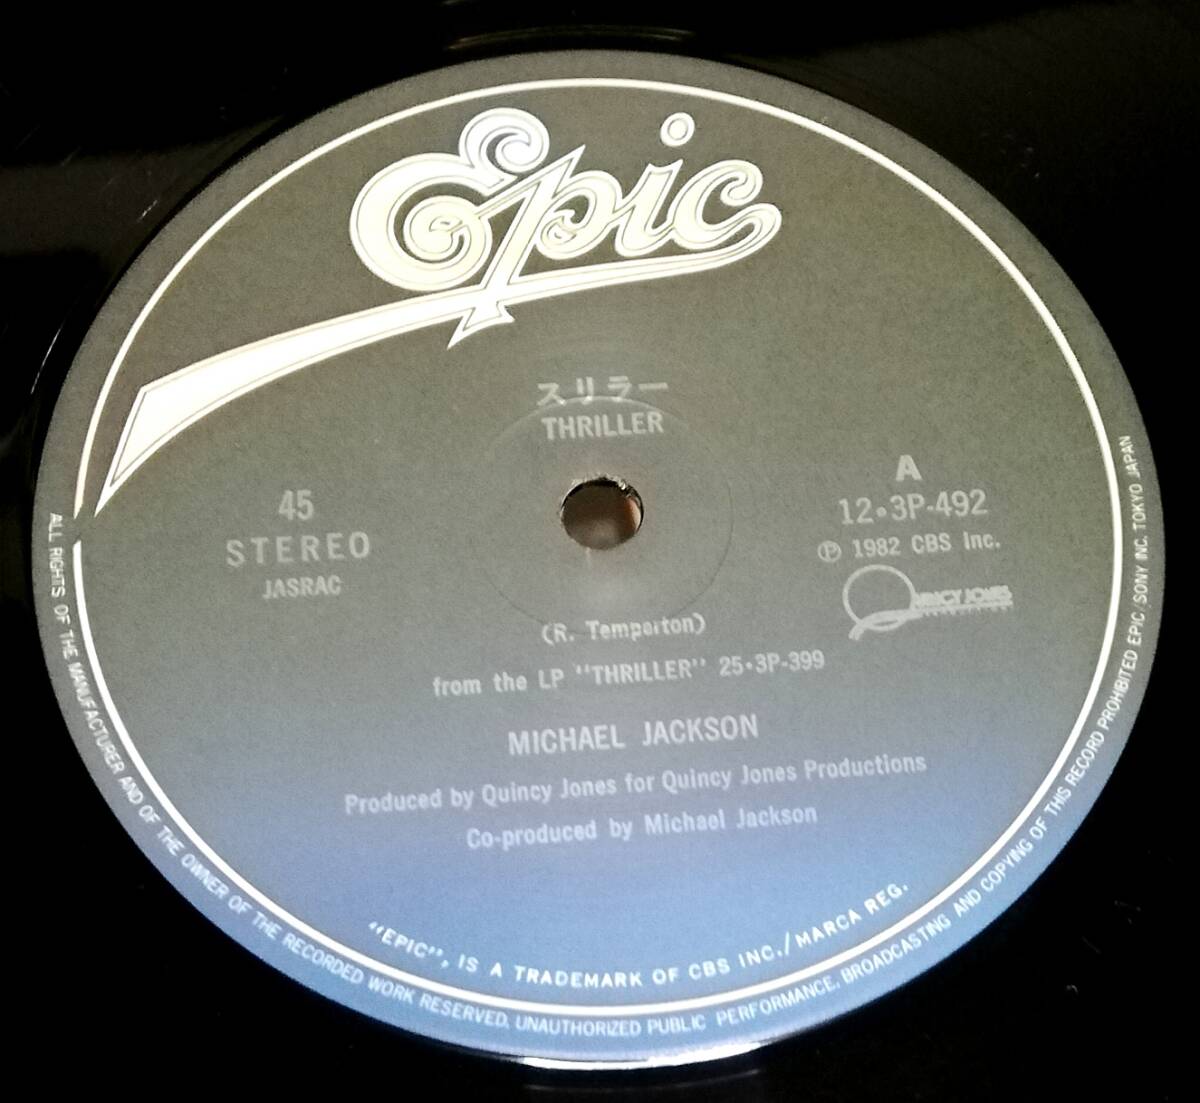 Epic
スリラー
THRILLER
45
STEREO
JASRAC
A
12・3P-492
Ⓟ 1982 CBS Inc.
QUINCY JONES
(R. Temperton)
from the LP "THRILLER" 25・3P-399
MICHAEL JACKSON
Produced by Quincy Jones for Quincy Jones Productions
Co-produced by Michael Jackson
"EPIC", IS A TRADEMARK OF CBS INC./MARCA REG.
ALL RIGHTS OF THE MANUFACTURER AND OF THE OWNER OF THE RECORDED WORK RESERVED. UNAUTHORIZED PUBLIC PERFORMANCE, BROADCASTING AND COPYING OF THIS RECORD PROHIBITED EPIC/SONY INC. TOKYO JAPAN